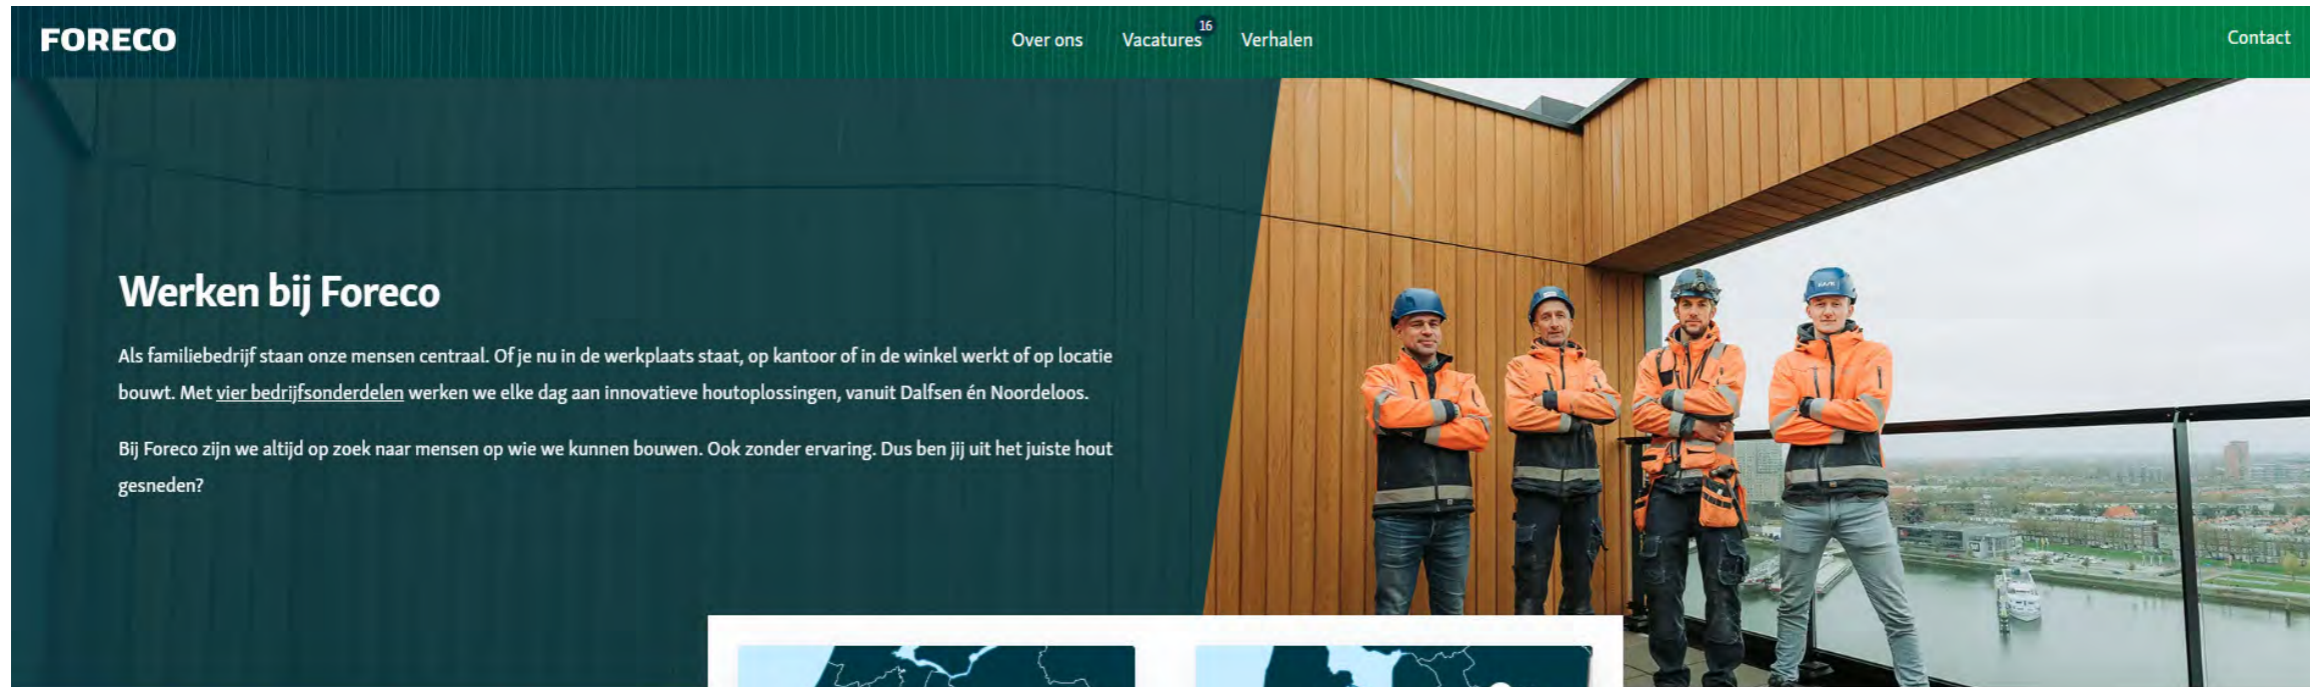 FORECO
Over ons
Vacatures 16
Verhalen
Contact
Werken bij Foreco
Als familiebedrijf staan onze mensen centraal. Of je nu in de werkplaats staat, op kantoor of in de winkel werkt of op locatie
bouwt. Met vier bedrijfsonderdelen werken we elke dag aan innovatieve houtoplossingen, vanuit Dalfsen én Noordeloos.
Bij Foreco zijn we altijd op zoek naar mensen op wie we kunnen bouwen. Ook zonder ervaring. Dus ben jij uit het juiste hout
gesneden?